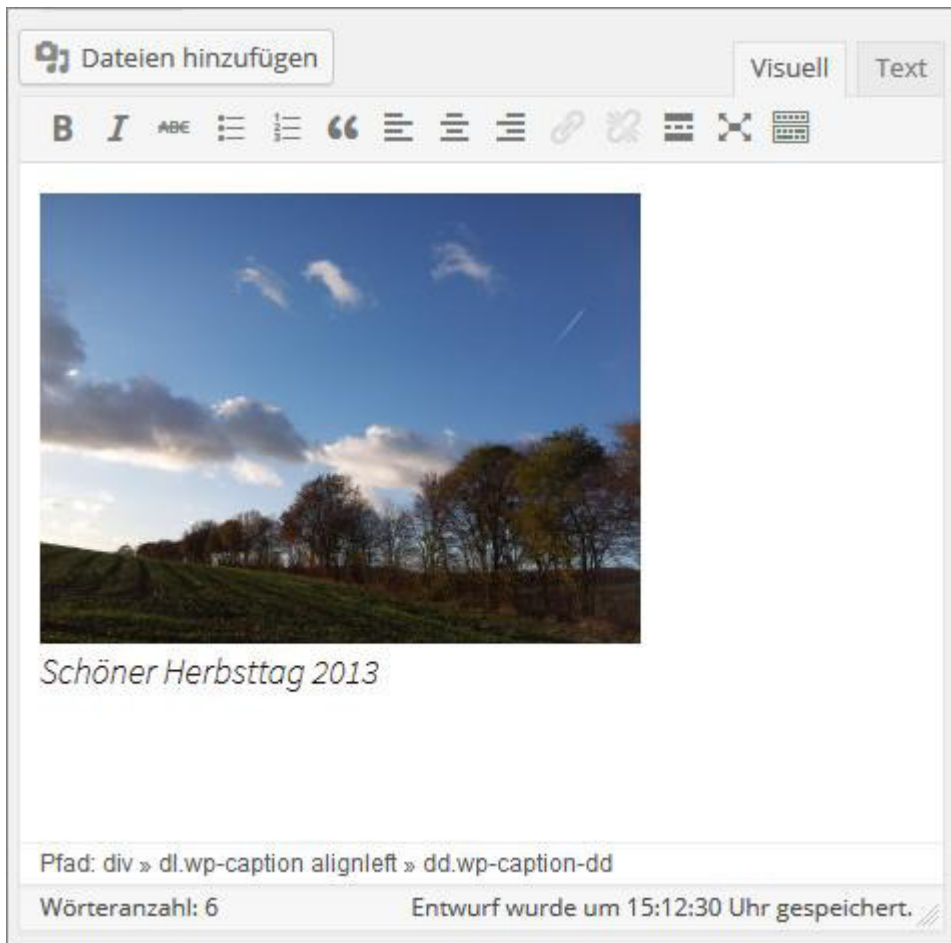 Dateien hinzufügen
Visuell Text
B I ABC
Schöner Herbsttag 2013
Pfad: div » dl.wp-caption alignleft » dd.wp-caption-dd
Wörteranzahl: 6 Entwurf wurde um 15:12:30 Uhr gespeichert.